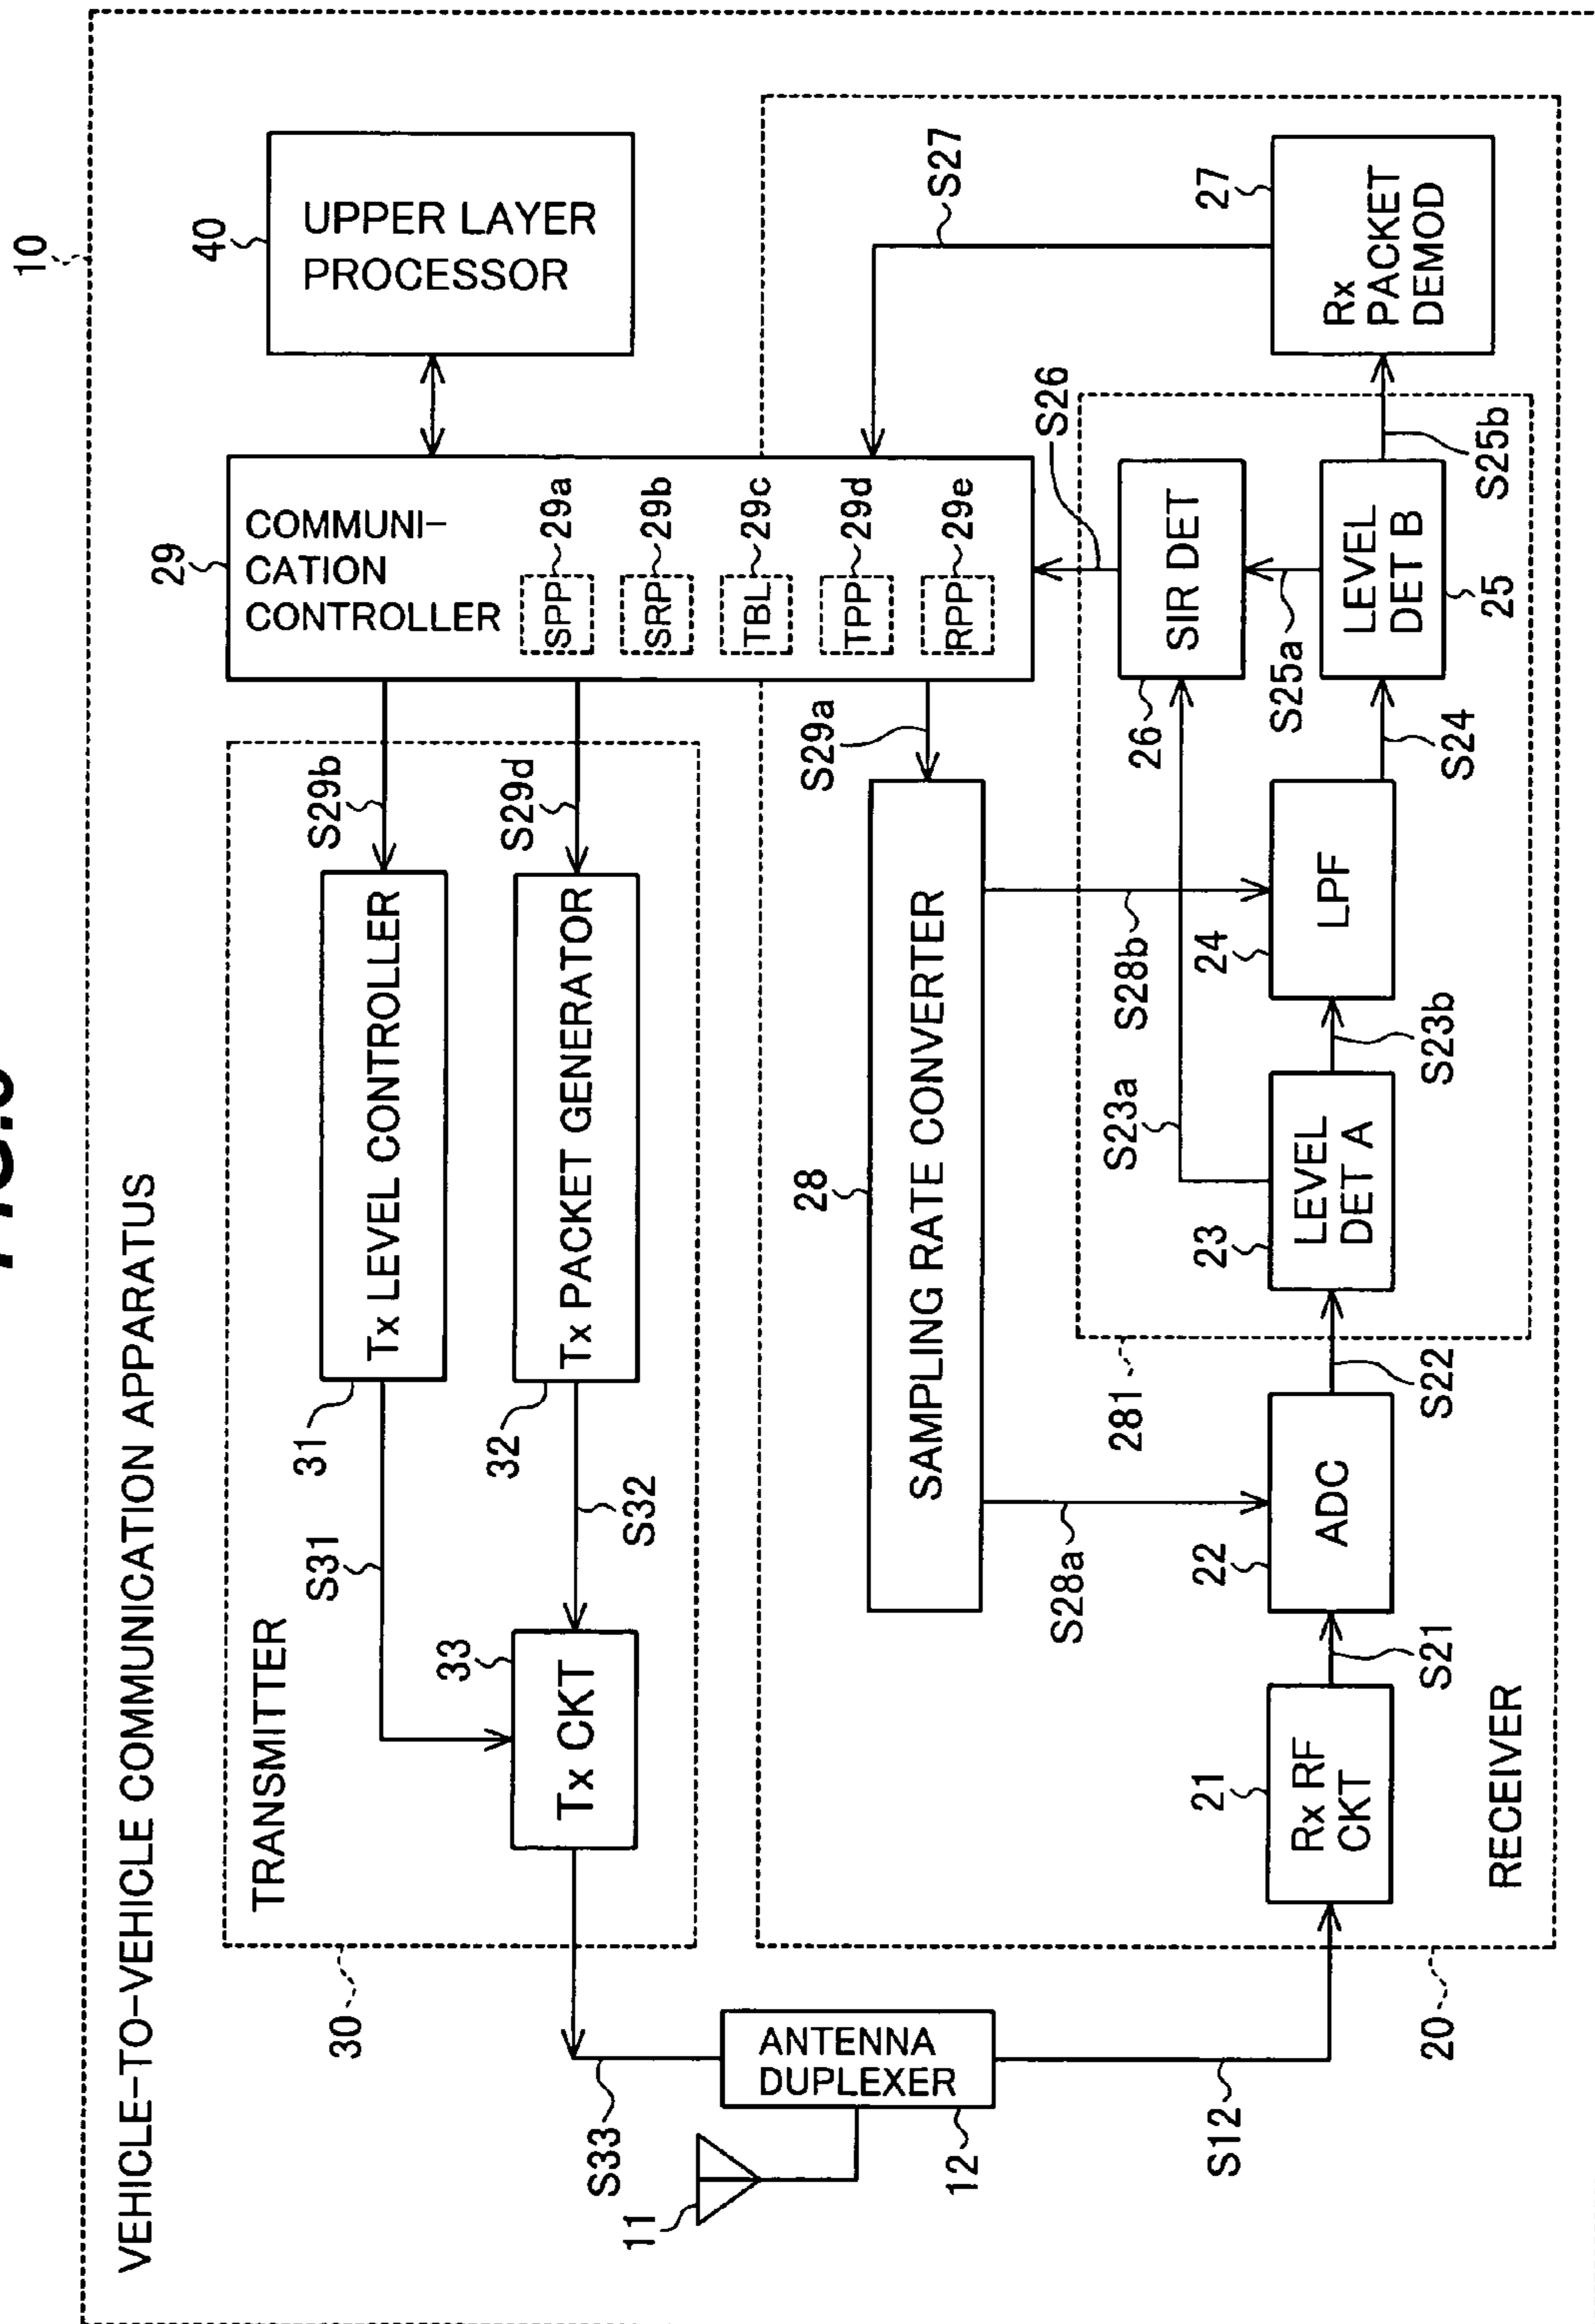 10
VEHICLE-TO-VEHICLE COMMUNICATION APPARATUS
30
TRANSMITTER
31
Tx LEVEL CONTROLLER
S29b
S31
32
Tx PACKET GENERATOR
S29d
S32
33
Tx CKT
S33
11
12
ANTENNA
DUPLEXER
S12
29
COMMUNI-
CATION
CONTROLLER
SPP
29a
SRP
29b
TBL
29c
TPP
29d
RPP
29e
40
UPPER LAYER
PROCESSOR
S27
S29a
S26
28
SAMPLING RATE CONVERTER
S28a
S28b
S23a
26
SIR DET
S25a
281
21
Rx RF
CKT
S21
22
ADC
S22
23
LEVEL
DET A
S23b
24
LPF
S24
LEVEL
DET B
25
S25b
27
Rx
PACKET
DEMOD
RECEIVER
20